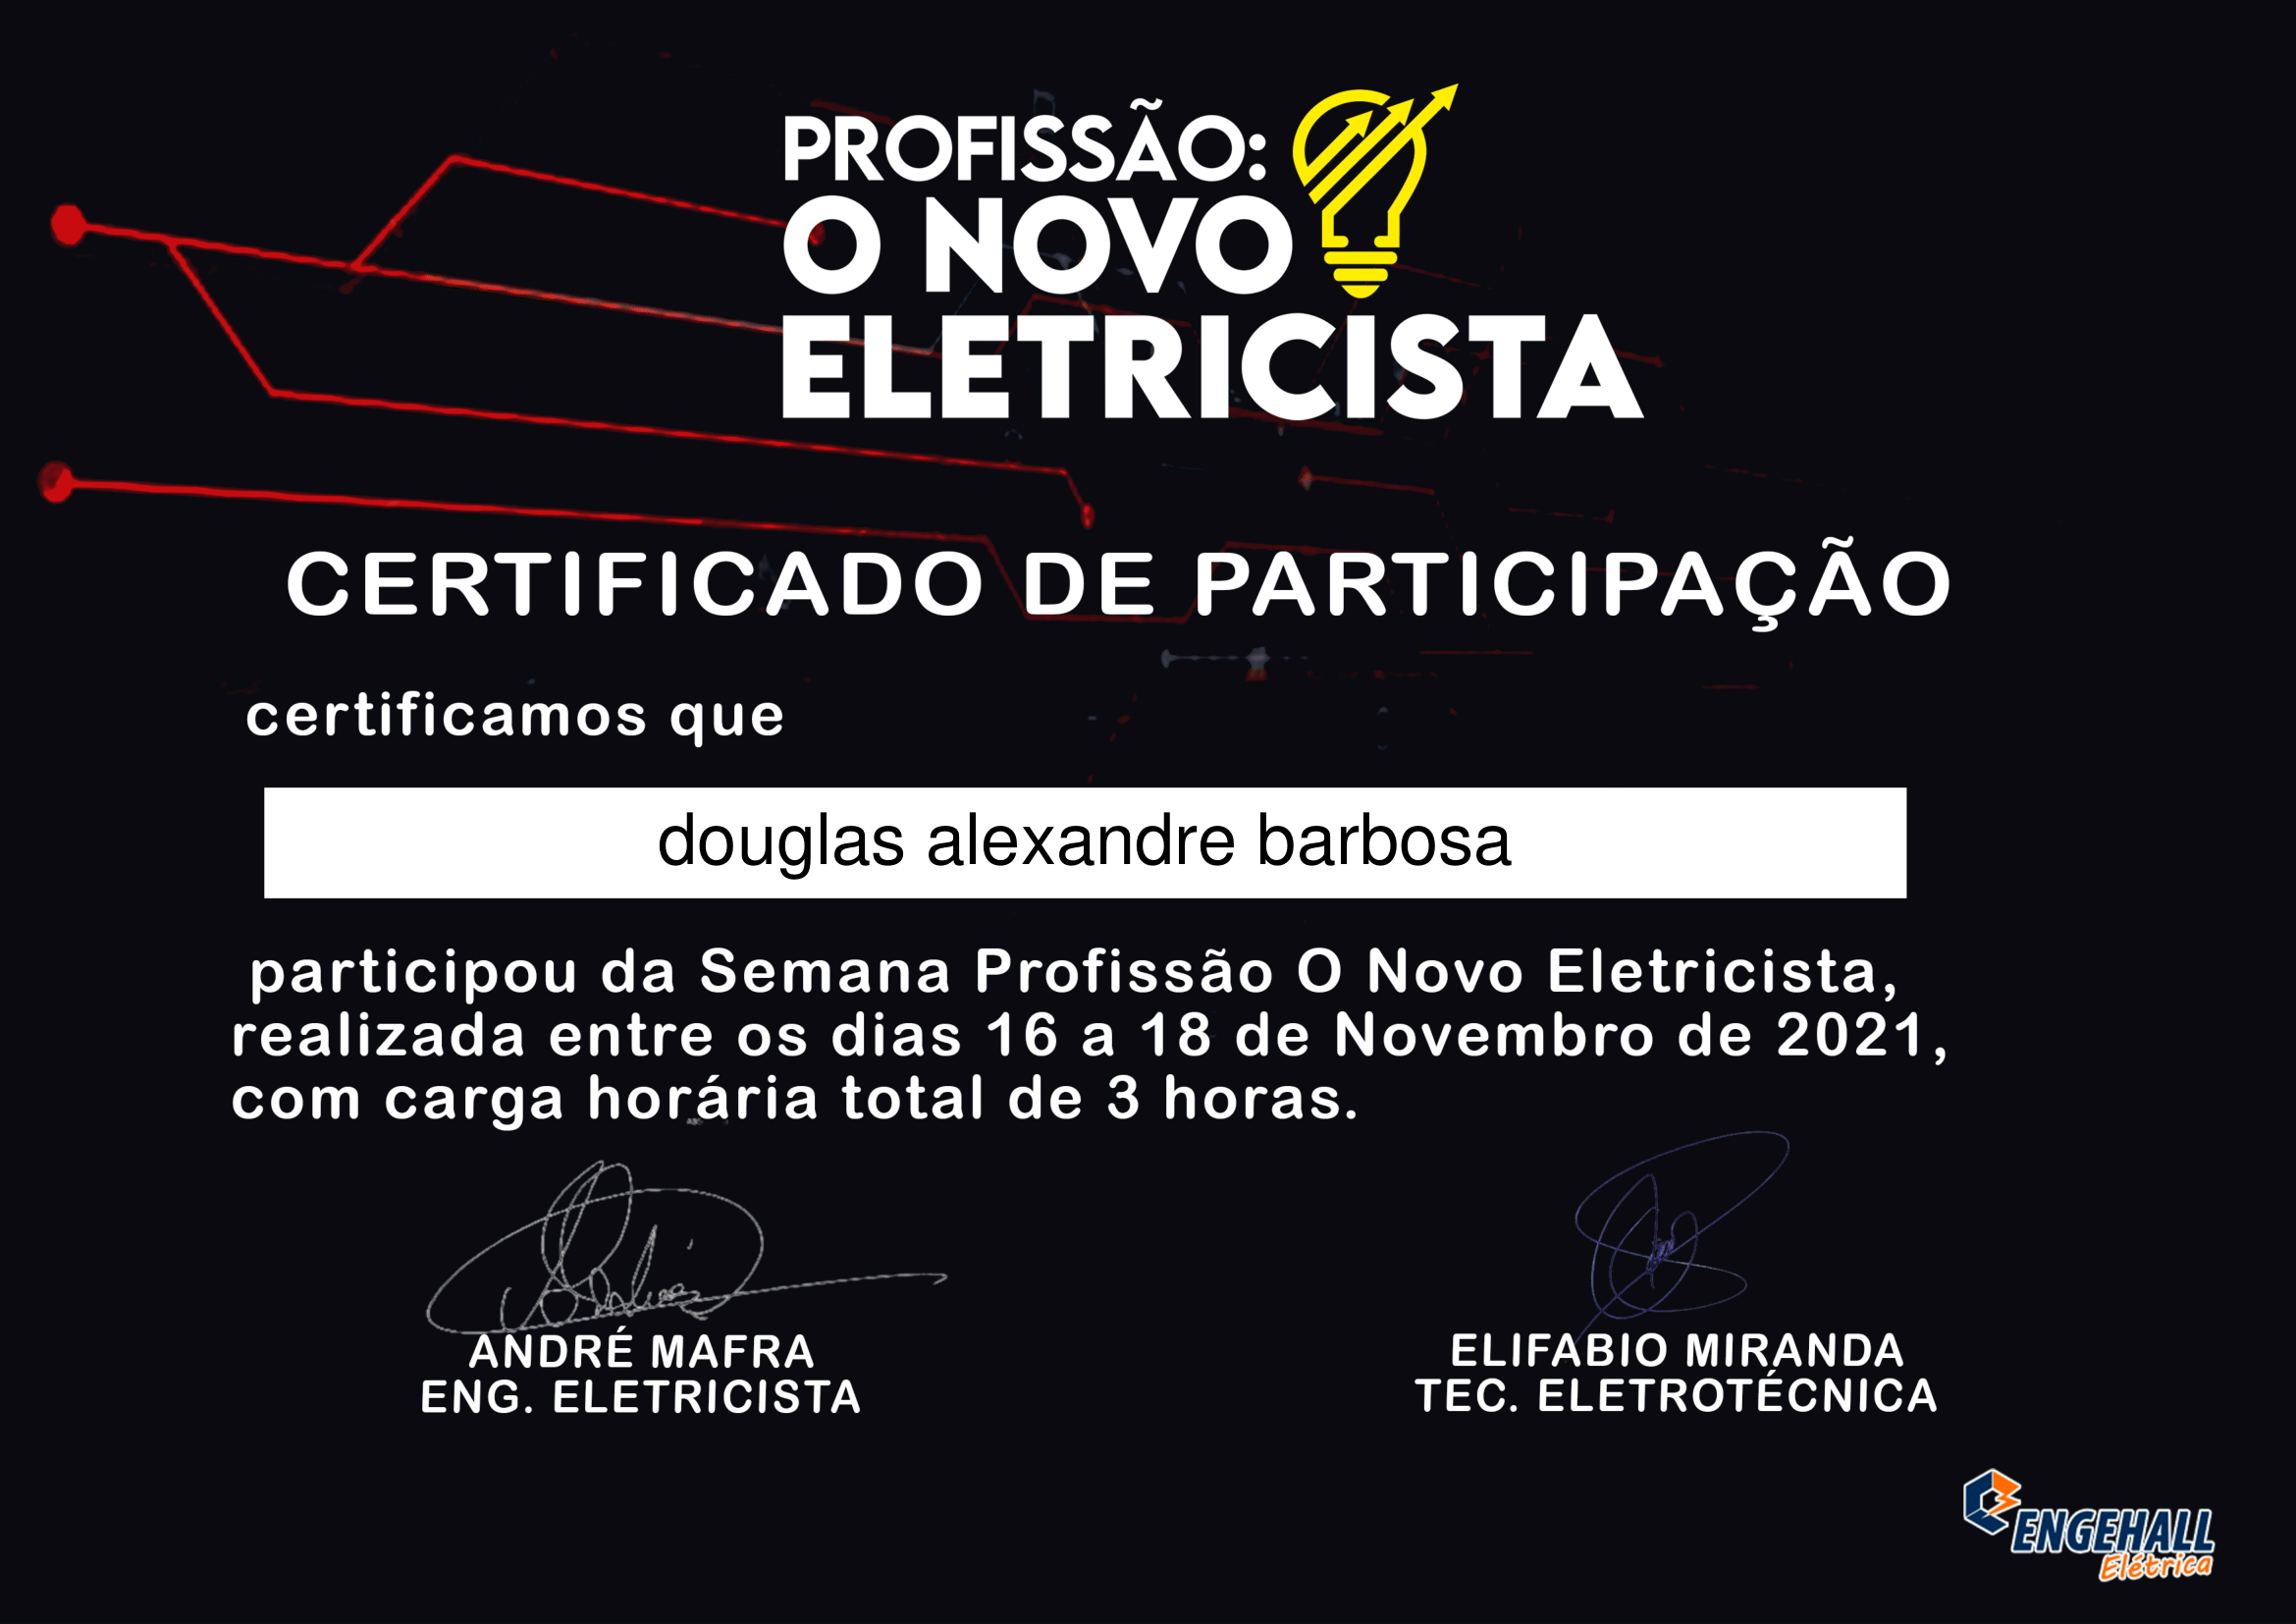 PROFISSÃO:
O NOVO
ELETRICISTA
CERTIFICADO DE PARTICIPAÇÃO
certificamos que
douglas alexandre barbosa
participou da Semana Profissão O Novo Eletricista,
realizada entre os dias 16 a 18 de Novembro de 2021,
com carga horária total de 3 horas.
ANDRÉ MAFRA
ENG. ELETRICISTA
ELIFABIO MIRANDA
TEC. ELETROTÉCNICA
ENGEHALL
Elétrica